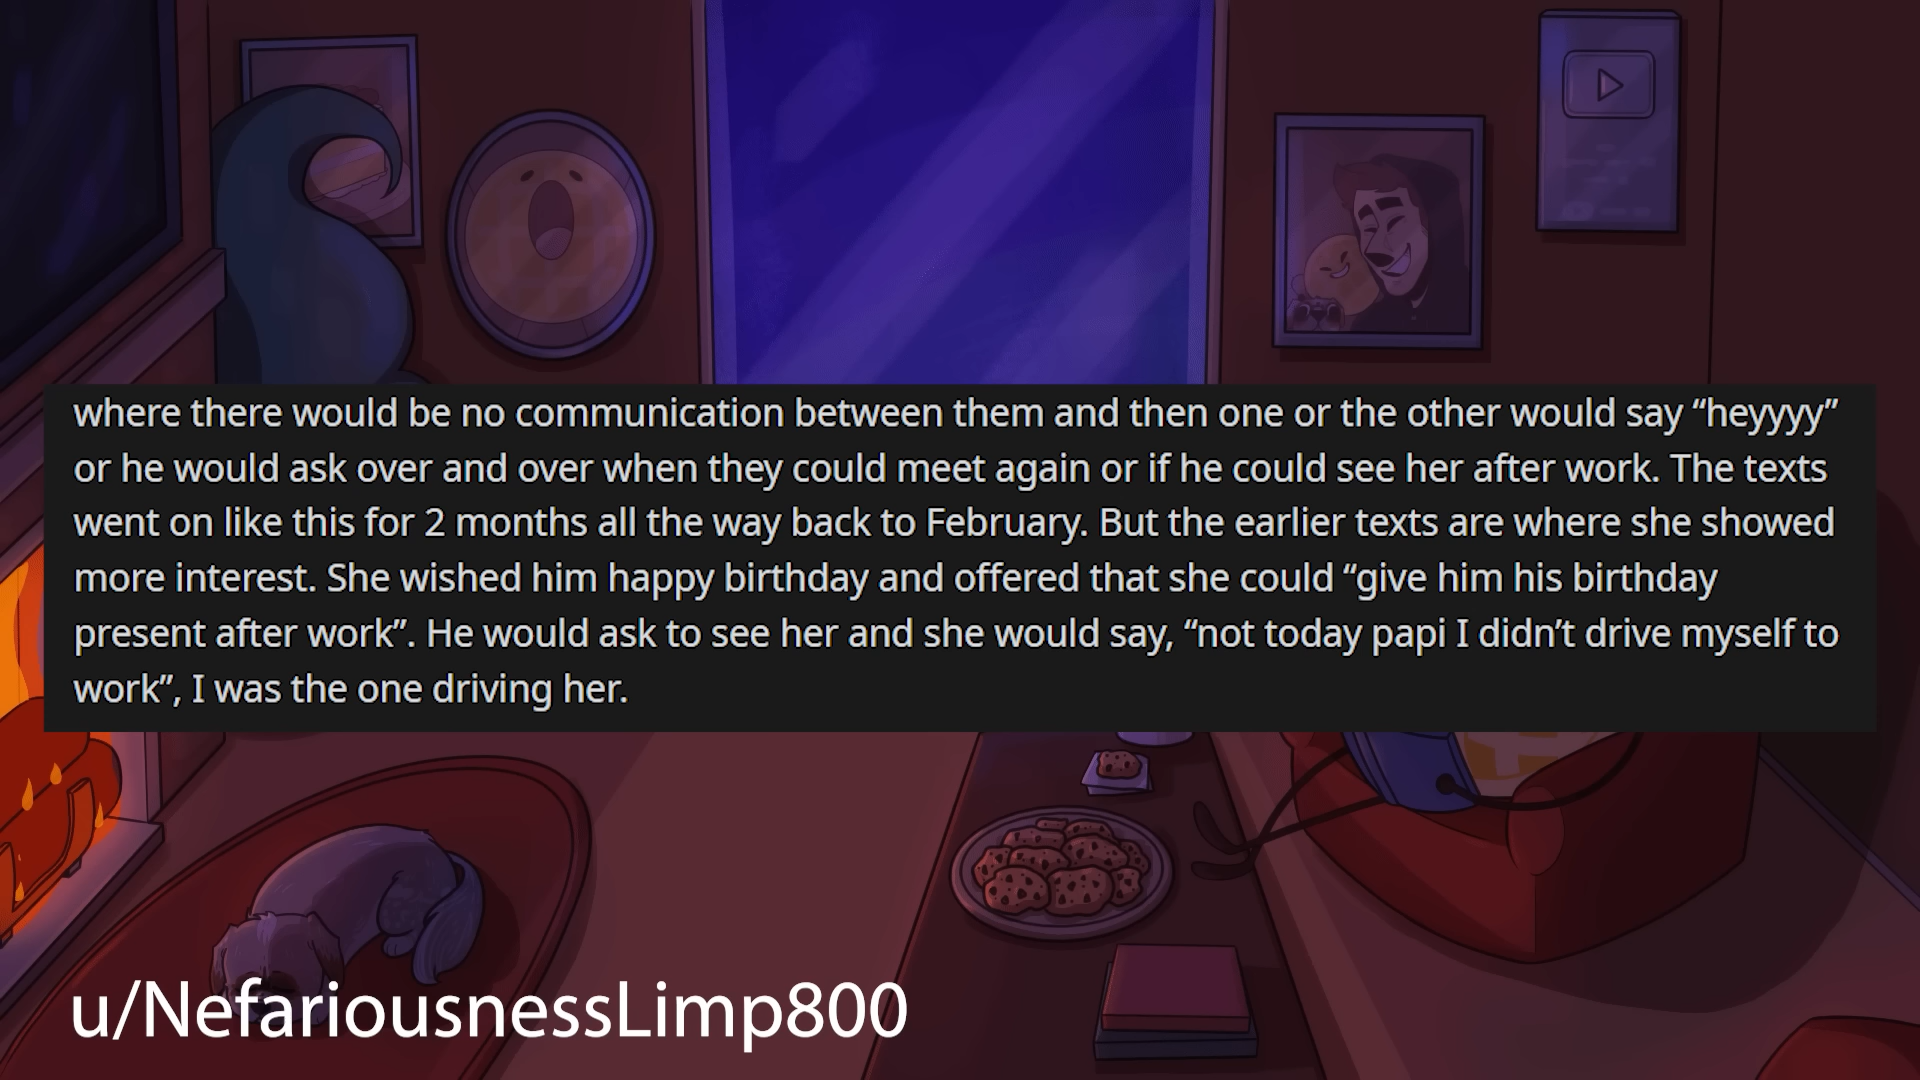 where there would be no communication between them and then one or the other would say “heyyyy”
or he would ask over and over when they could meet again or if he could see her after work. The texts
went on like this for 2 months all the way back to February. But the earlier texts are where she showed
more interest. She wished him happy birthday and offered that she could “give him his birthday
present after work”. He would ask to see her and she would say, “not today papi I didn’t drive myself to
work”, I was the one driving her.
u/NefariousnessLimp800